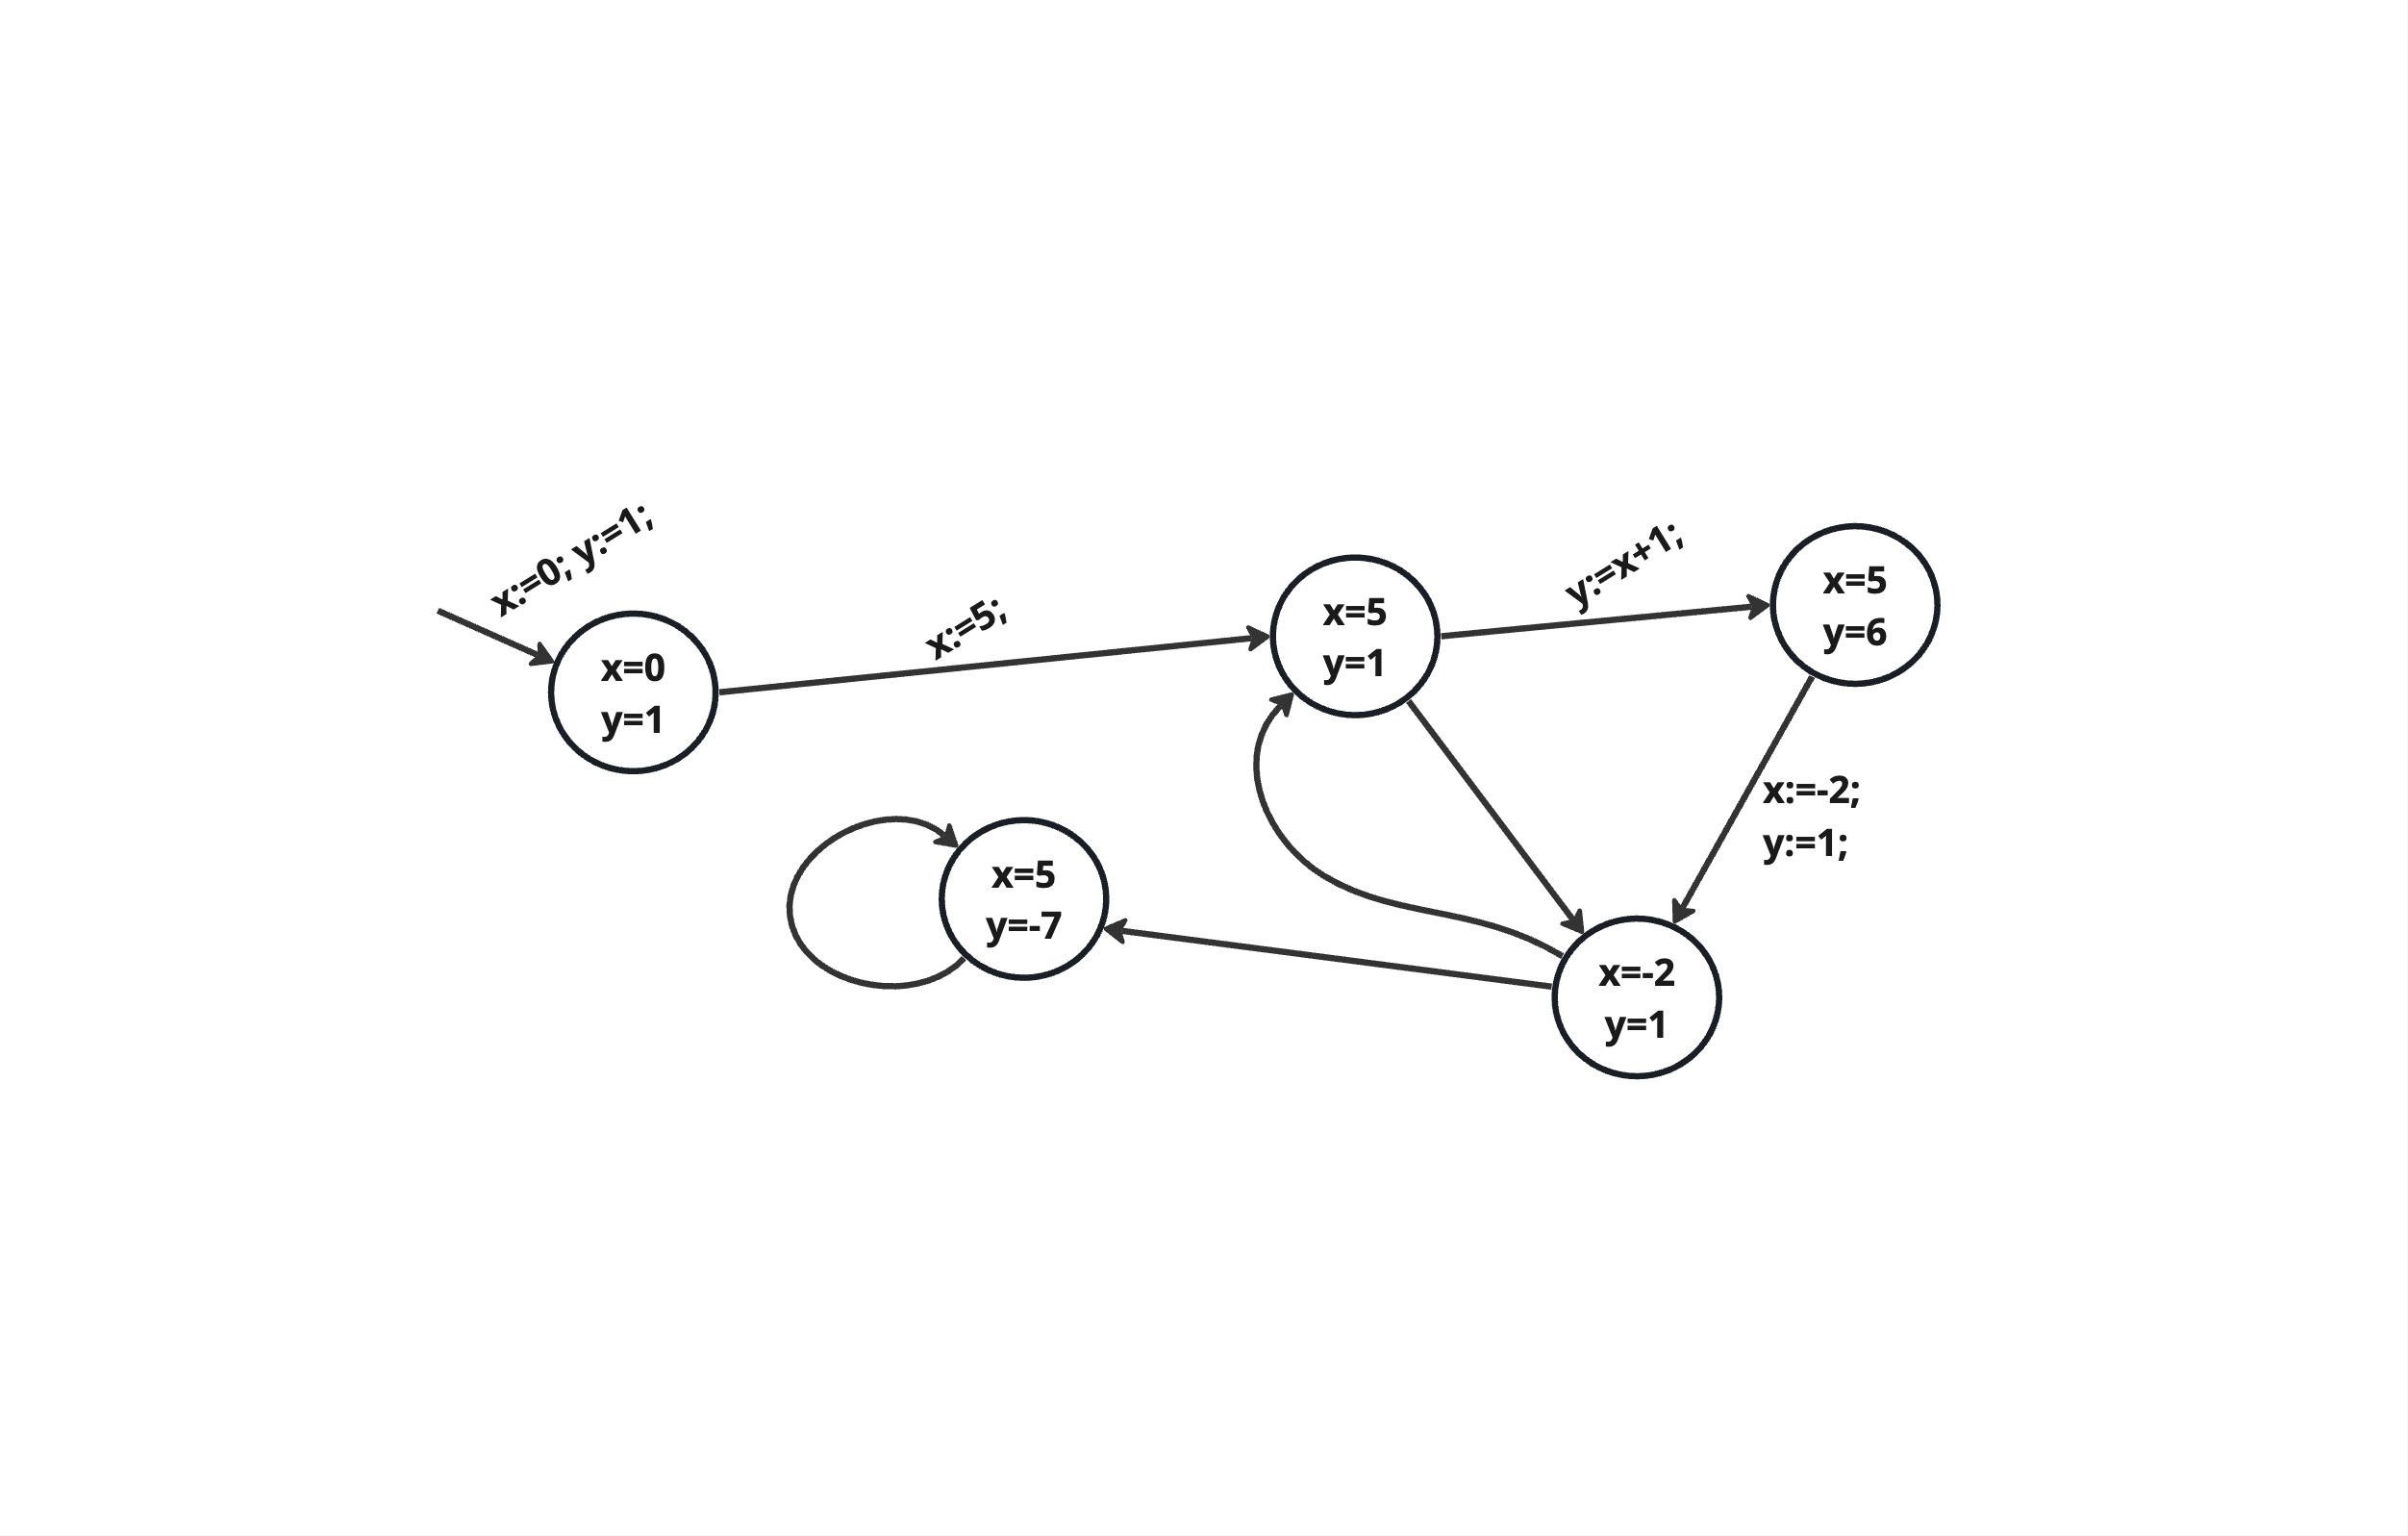 x:=0; y:=1;
x:=5;
y:=x+1;
x=5
y=6
x=5
y=1
x=0
y=1
x:=-2;
y:=1;
x=5
y=-7
x=-2
y=1